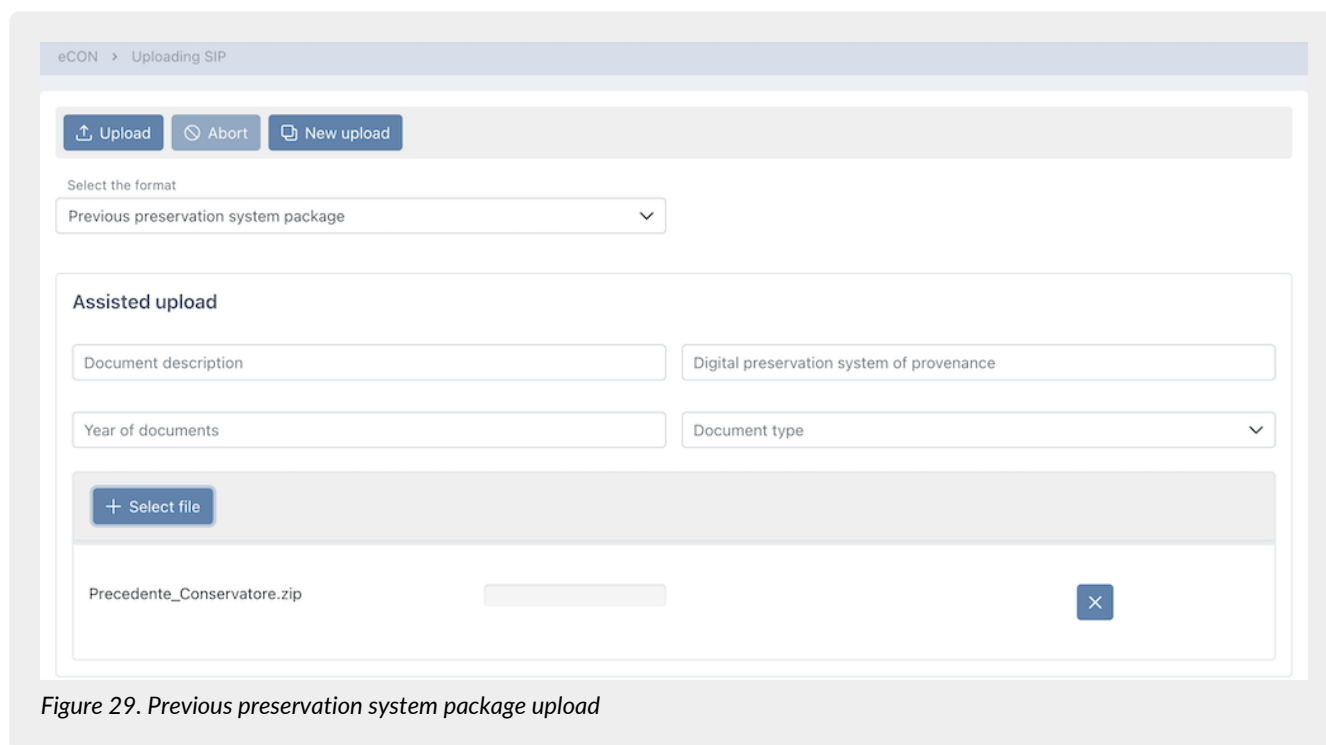 eCON > Uploading SIP
Upload Abort New upload
Select the format
Previous preservation system package
Assisted upload
Document description Digital preservation system of provenance
Year of documents Document type
+ Select file
Precedente_Conservatore.zip
Figure 29. Previous preservation system package upload